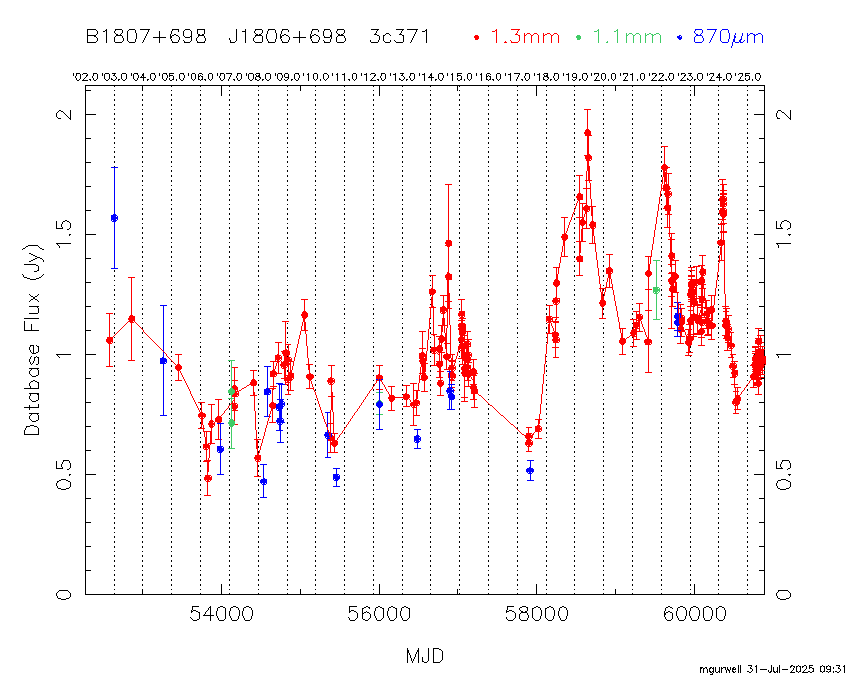 B1807+698 J1806+698 3c371 1.3mm 1.1mm 870μm
'02.0 '03.0 '04.0 '05.0 '06.0 '07.0 '08.0 '09.0 '10.0 '11.0 '12.0 '13.0 '14.0 '15.0 '16.0 '17.0 '18.0 '19.0 '20.0 '21.0 '22.0 '23.0 '24.0 '25.0
2 2
1.5 1.5
Database Flux (Jy)
1 1
0.5 0.5
0 0
54000 56000 58000 60000
MJD
mgurwell 31-Jul-2025 09:31